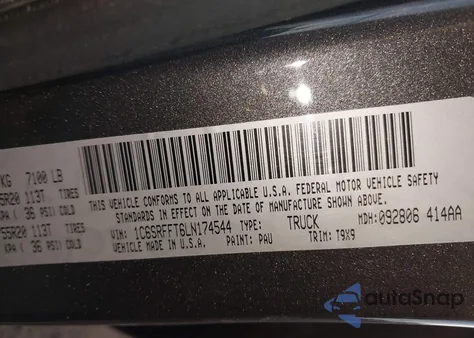 KG 7100 LB
5R20 113T TIRES
KPA ( 36 PSI) COLD
55R20 113T TIRES
KPA ( 36 PSI) COLD
THIS VEHICLE CONFORMS TO ALL APPLICABLE U.S.A. FEDERAL MOTOR VEHICLE SAFETY
STANDARDS IN EFFECT ON THE DATE OF MANUFACTURE SHOWN ABOVE.
VIN: 1C6SRFFT6LN174544 TYPE: TRUCK MDH: 092806 414AA
VEHICLE MADE IN U.S.A. PAINT: PAU TRIM: T9X9
autoSnap